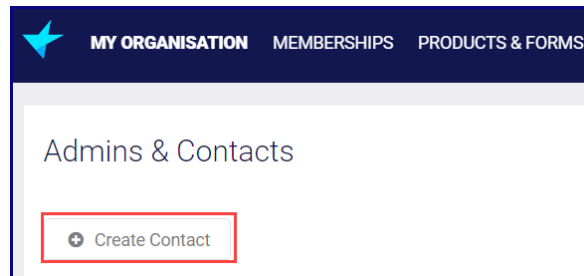 MY ORGANISATION MEMBERSHIPS PRODUCTS & FORMS
Admins & Contacts
Create Contact